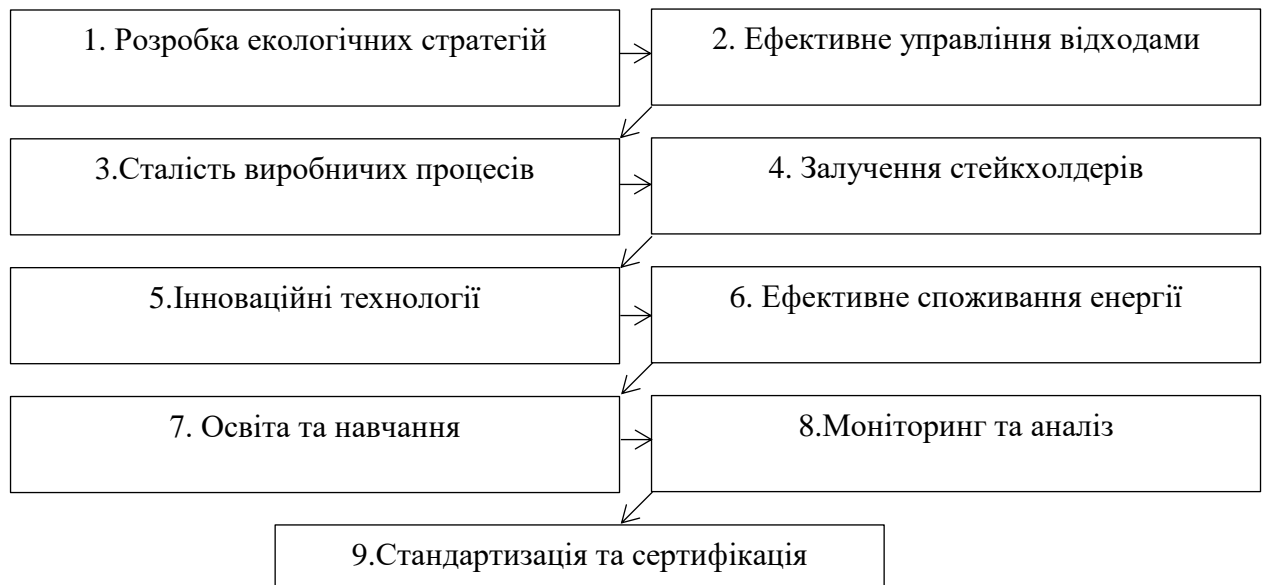 1. Розробка екологічних стратегій
2. Ефективне управління відходами
3.Сталість виробничих процесів
4. Залучення стейкхолдерів
5.Інноваційні технології
6. Ефективне споживання енергії
7. Освіта та навчання
8.Моніторинг та аналіз
9.Стандартизація та сертифікація